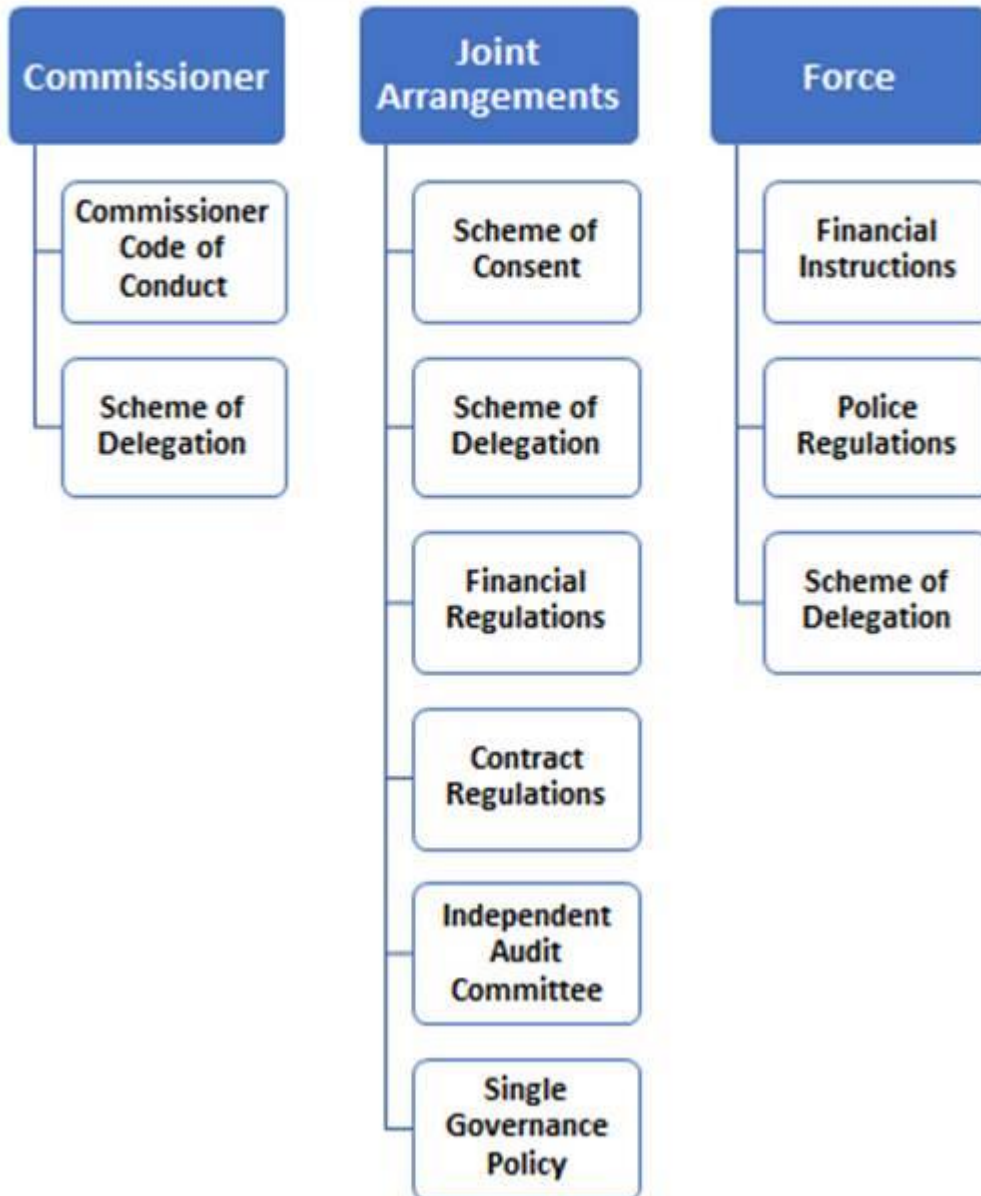 Commissioner
Commissioner
Code of
Conduct
Scheme of
Delegation
Joint
Arrangements
Scheme of
Consent
Scheme of
Delegation
Financial
Regulations
Contract
Regulations
Independent
Audit
Committee
Single
Governance
Policy
Force
Financial
Instructions
Police
Regulations
Scheme of
Delegation